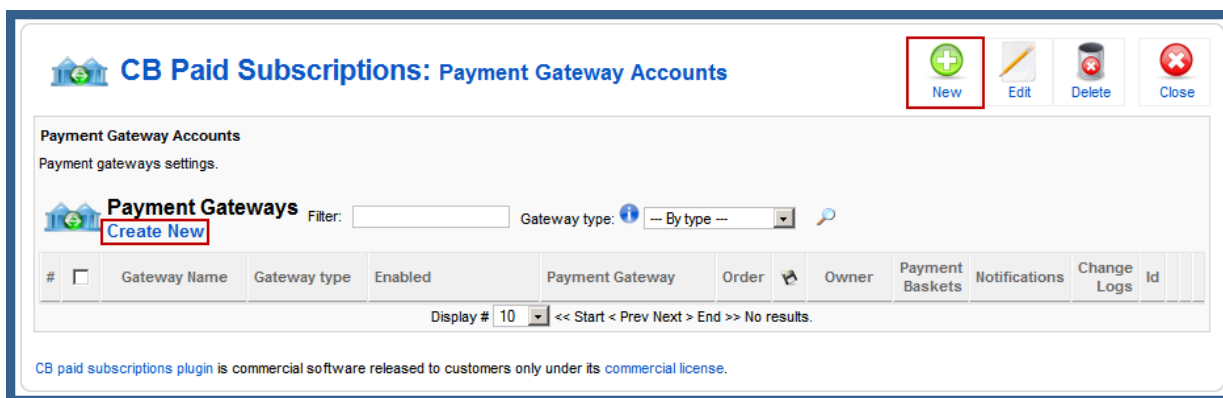 CB Paid Subscriptions: Payment Gateway Accounts
New Edit Delete Close
Payment Gateway Accounts
Payment gateways settings.
Payment Gateways Filter: Gateway type: --- By type ---
Create New
# Gateway Name Gateway type Enabled Payment Gateway Order Owner Payment Baskets Notifications Change Logs Id
Display # 10 << Start < Prev Next > End >> No results.
CB paid subscriptions plugin is commercial software released to customers only under its commercial license.